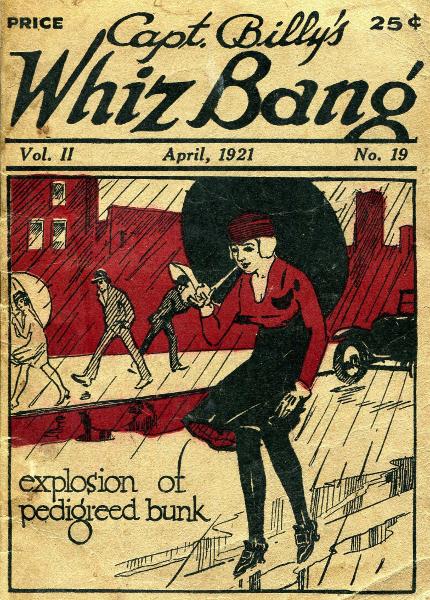 PRICE 25¢
Capt. Billy's
Whiz Bang
Vol. II April, 1921 No. 19
explosion of
pedigreed bunk